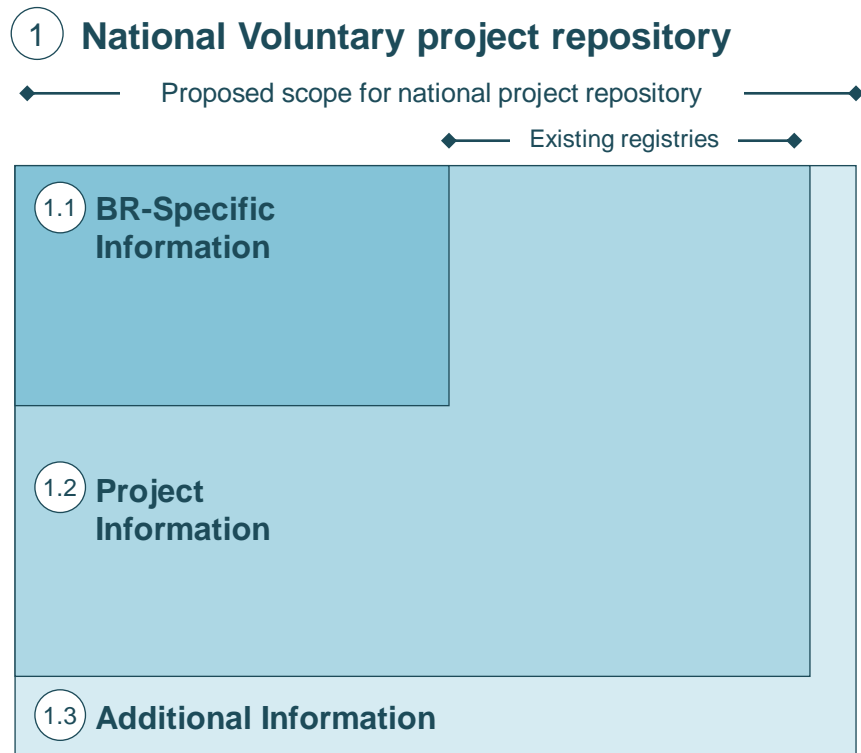 1 National Voluntary project repository
Proposed scope for national project repository
Existing registries
1.1 BR-Specific
Information
1.2 Project
Information
1.3 Additional Information